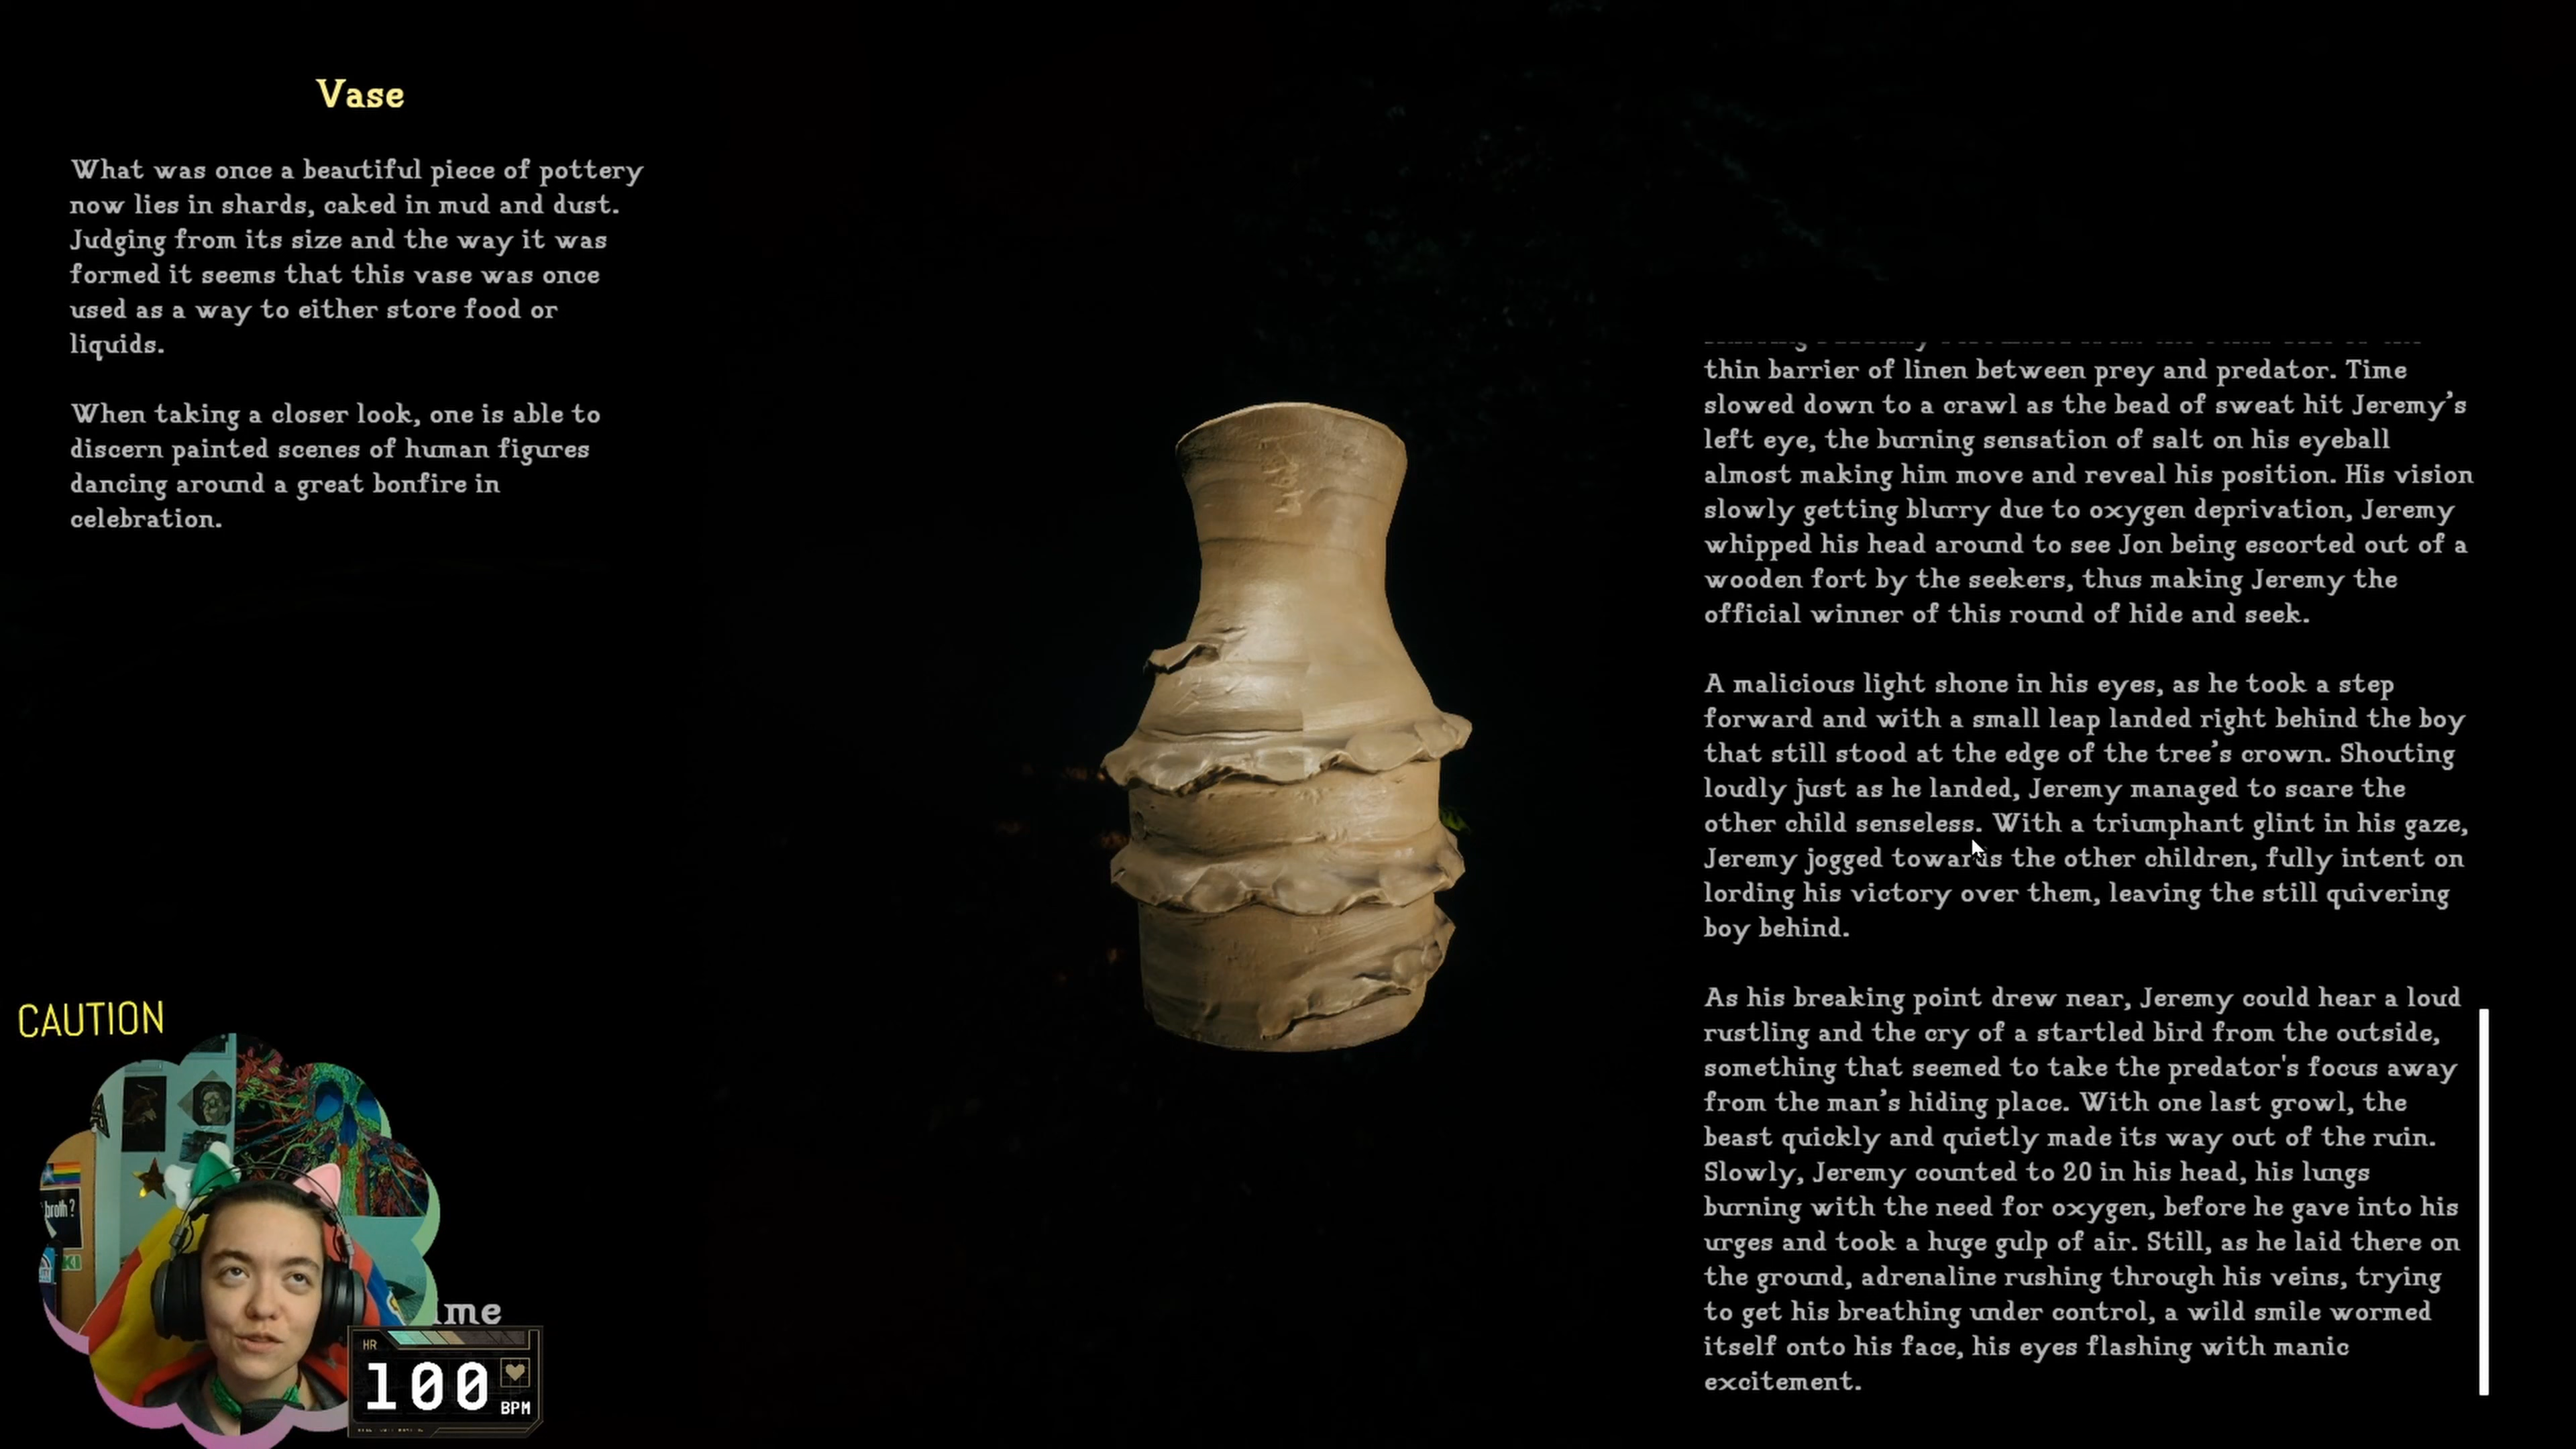 Vase
What was once a beautiful piece of pottery
now lies in shards, caked in mud and dust.
Judging from its size and the way it was
formed it seems that this vase was once
used as a way to either store food or
liquids.
When taking a closer look, one is able to
discern painted scenes of human figures
dancing around a great bonfire in
celebration.
thin barrier of linen between prey and predator. Time
slowed down to a crawl as the bead of sweat hit Jeremy's
left eye, the burning sensation of salt on his eyeball
almost making him move and reveal his position. His vision
slowly getting blurry due to oxygen deprivation, Jeremy
whipped his head around to see Jon being escorted out of a
wooden fort by the seekers, thus making Jeremy the
official winner of this round of hide and seek.
A malicious light shone in his eyes, as he took a step
forward and with a small leap landed right behind the boy
that still stood at the edge of the tree's crown. Shouting
loudly just as he landed, Jeremy managed to scare the
other child senseless. With a triumphant glint in his gaze,
Jeremy jogged towards the other children, fully intent on
lording his victory over them, leaving the still quivering
boy behind.
As his breaking point drew near, Jeremy could hear a loud
rustling and the cry of a startled bird from the outside,
something that seemed to take the predator's focus away
from the man's hiding place. With one last growl, the
beast quickly and quietly made its way out of the ruin.
Slowly, Jeremy counted to 20 in his head, his lungs
burning with the need for oxygen, before he gave into his
urges and took a huge gulp of air. Still, as he laid there on
the ground, adrenaline rushing through his veins, trying
to get his breathing under control, a wild smile wormed
itself onto his face, his eyes flashing with manic
excitement.
CAUTION
broth?
ime
HR
100
BPM